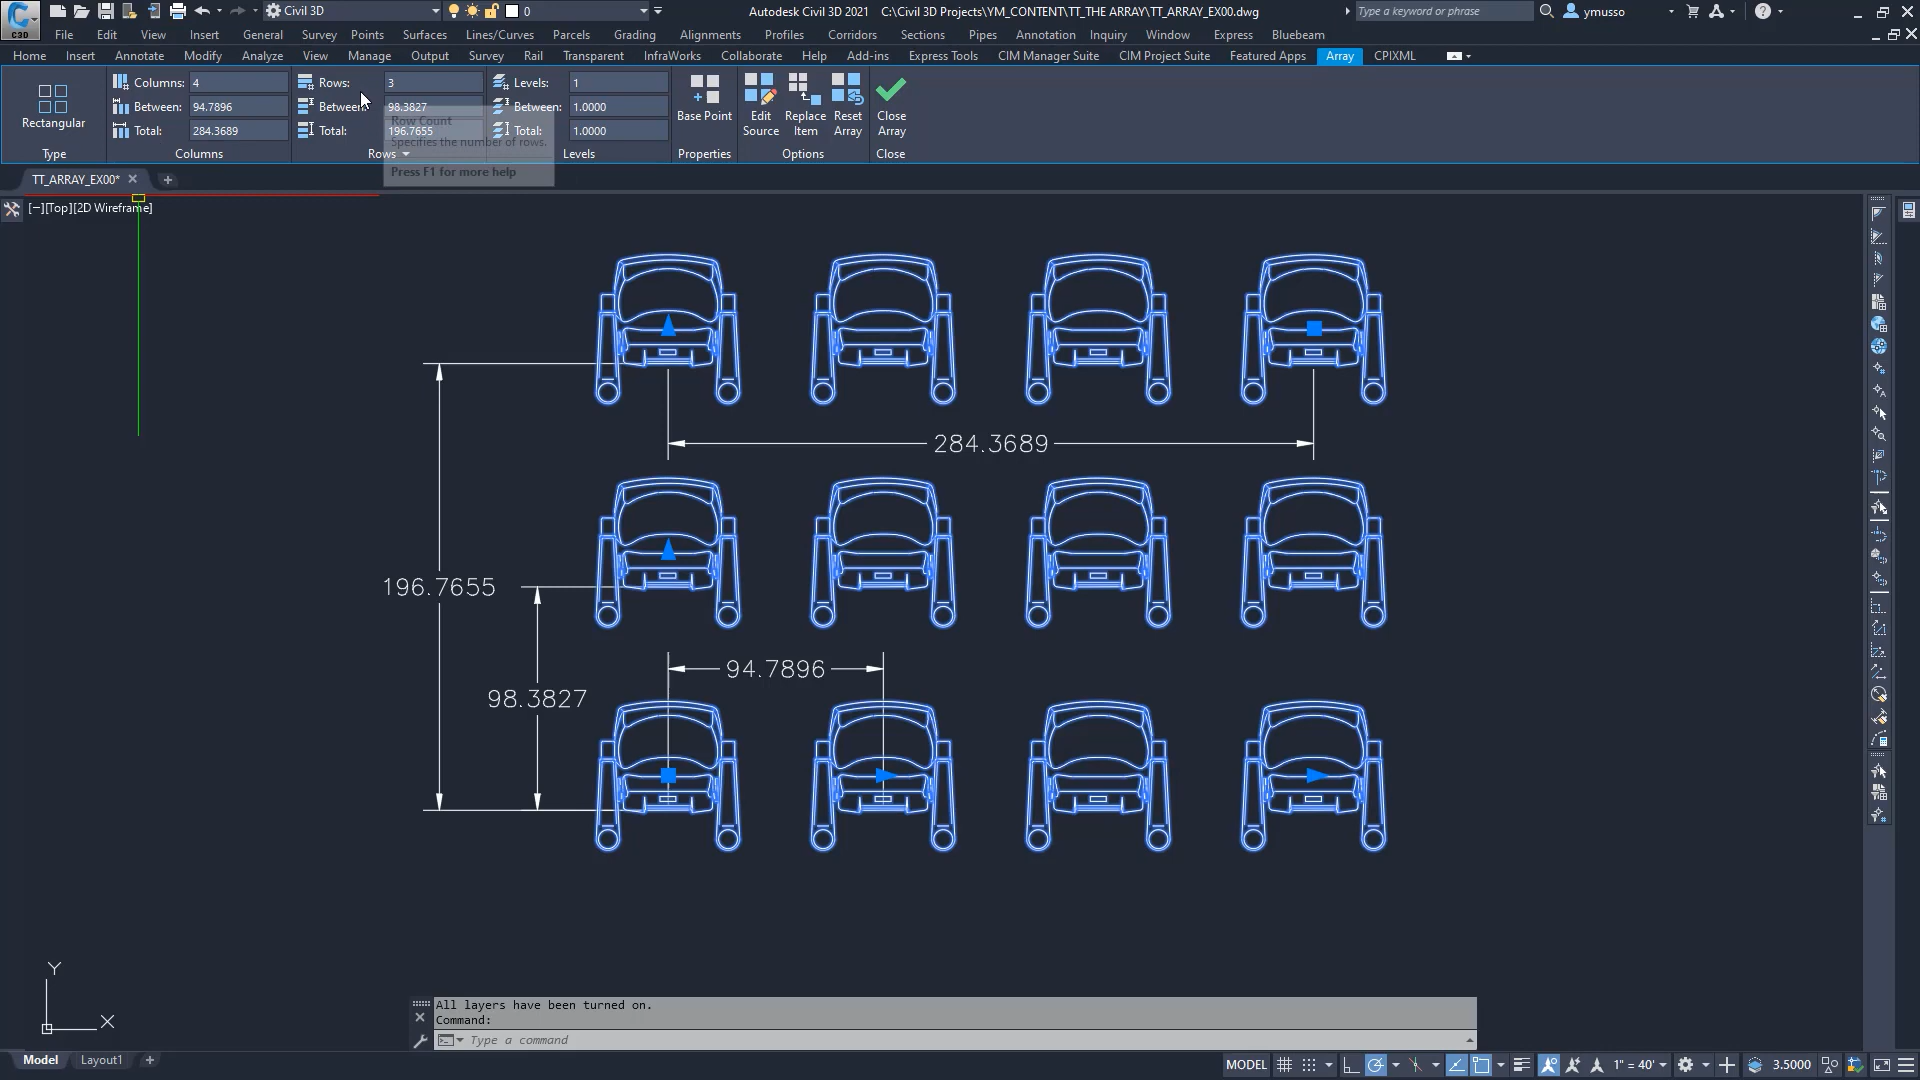 C3D
Civil 3D
0
Autodesk Civil 3D 2021 C:\Civil 3D Projects\YM_CONTENT\TT_THE ARRAY\TT_ARRAY_EX00.dwg
Type a keyword or phrase
ymusso
File Edit View Insert General Survey Points Surfaces Lines/Curves Parcels Grading Alignments Profiles Corridors Sections Pipes Annotation Inquiry Window Express Bluebeam
Home Insert Annotate Modify Analyze View Manage Output Survey Rail Transparent InfraWorks Collaborate Help Add-ins Express Tools CIM Manager Suite CIM Project Suite Featured Apps Array CPIXML
Columns: 4 Rows: 3 Levels: 1
Between: 94.7896 Between: 98.3827 Between: 1.0000
Total: 284.3689 Total: 196.7655 Total: 1.0000
Rectangular
Base Point
Edit Source
Replace Item
Reset Array
Close Array
Type Columns Rows Levels Properties Options Close
Row Count
Specifies the number of rows.
Press F1 for more help
TT_ARRAY_EX00*
[−][Top][2D Wireframe]
284.3689
196.7655
94.7896
98.3827
Y
X
All layers have been turned on.
Command:
Type a command
Model Layout1
MODEL 1" = 40' 3.5000